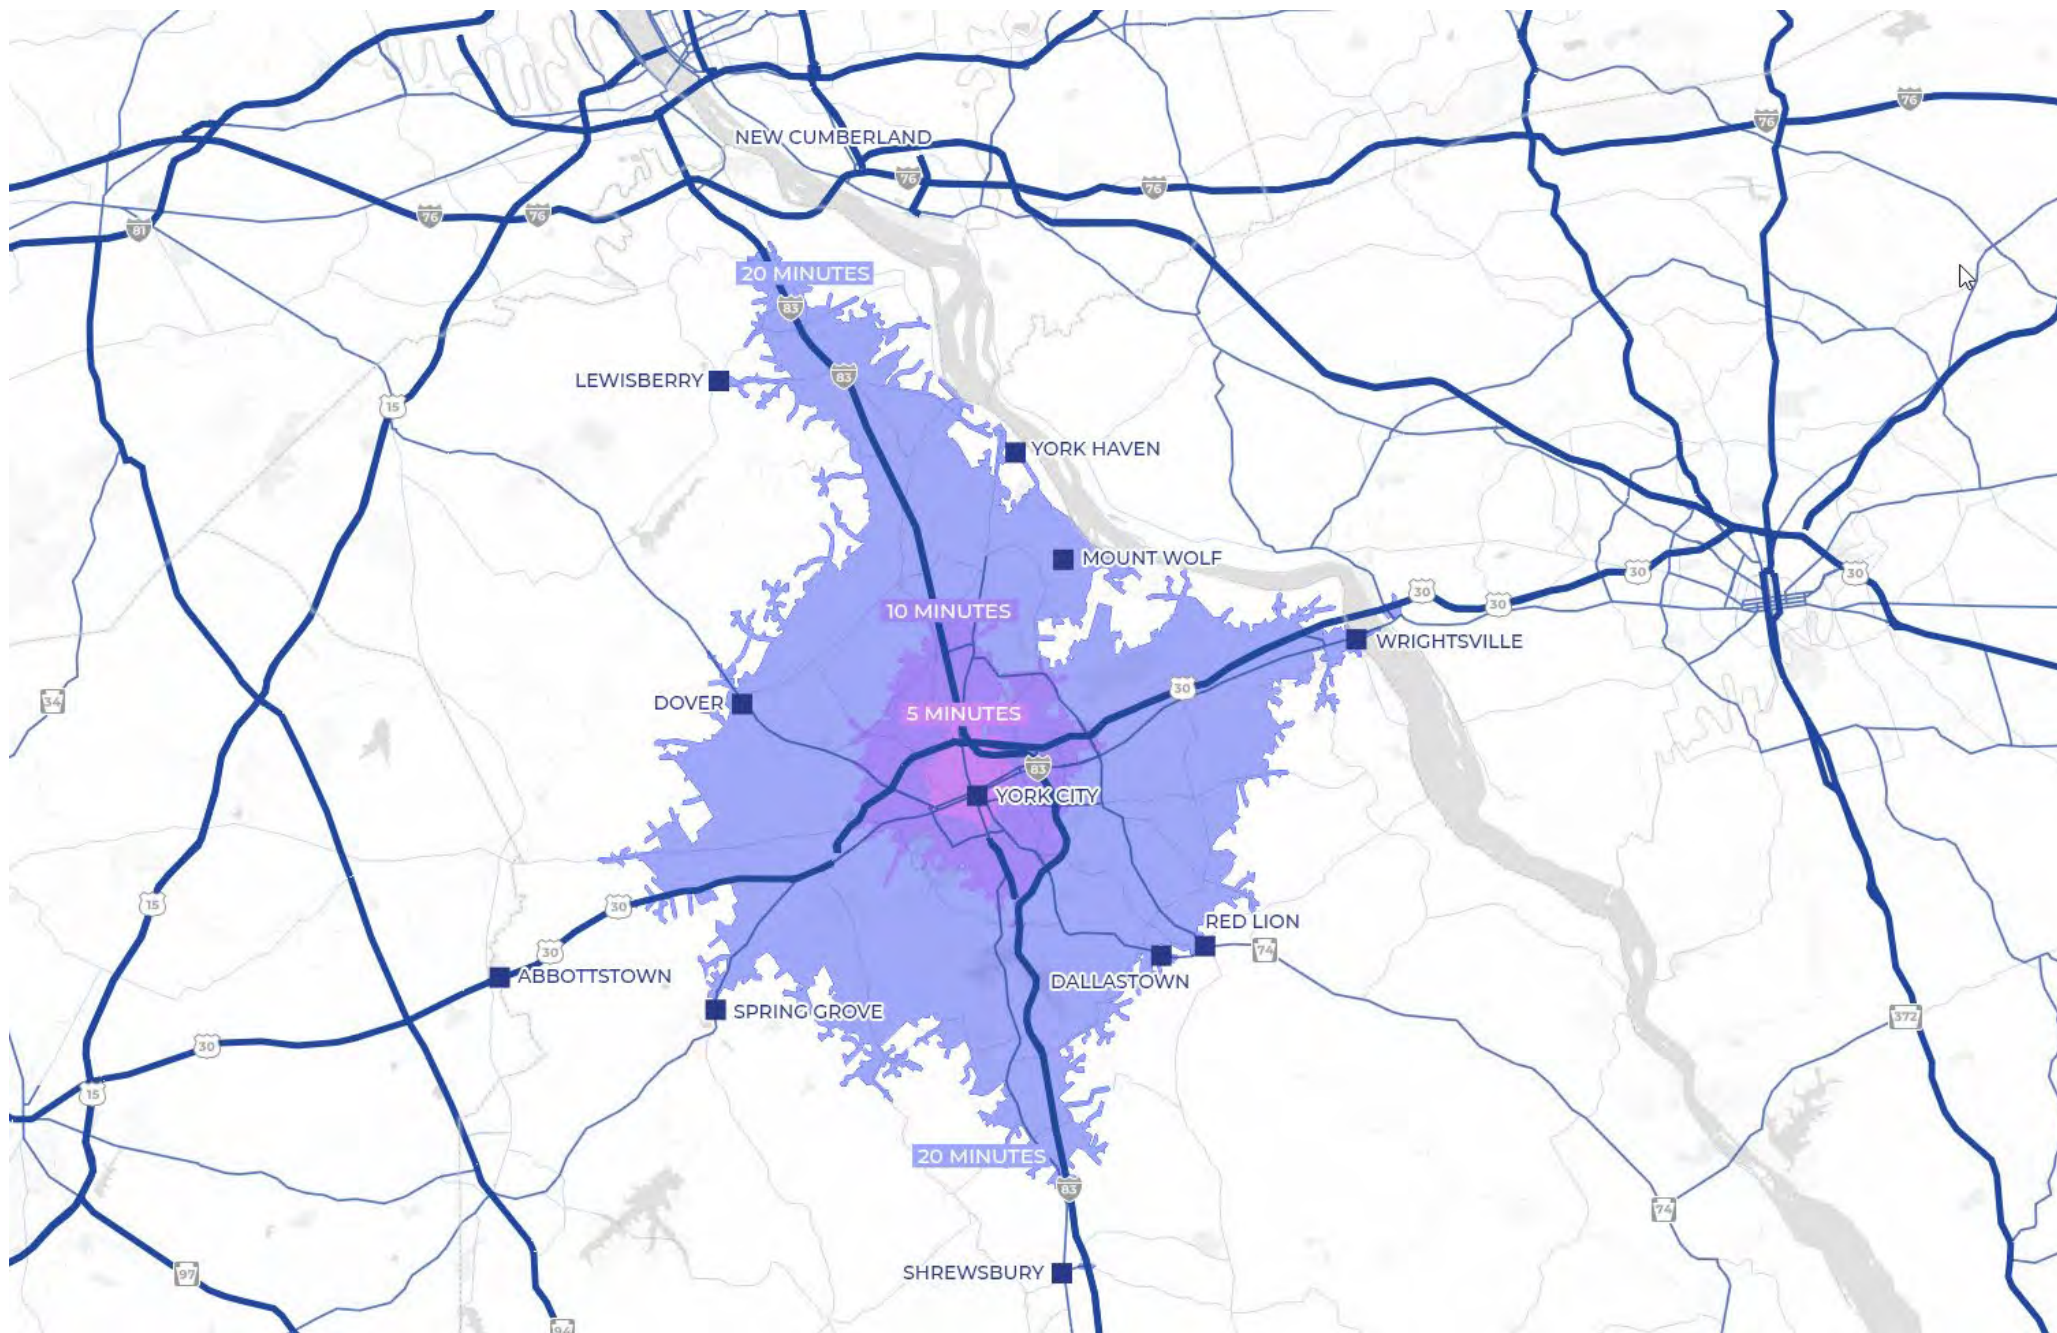 76
76
NEW CUMBERLAND
76
76
76
76
81
20 MINUTES
83
83
LEWISBERRY
15
YORK HAVEN
MOUNT WOLF
30
30
30
30
10 MINUTES
WRIGHTSVILLE
30
34
DOVER
5 MINUTES
83
YORK CITY
15
30
RED LION
74
30
DALLASTOWN
ABBOTTSTOWN
SPRING GROVE
372
30
15
20 MINUTES
83
74
SHREWSBURY
97
94